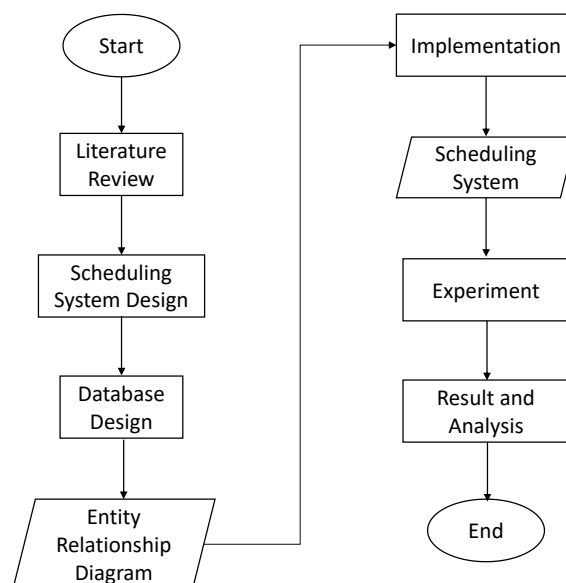 Start
Literature
Review
Scheduling
System Design
Database
Design
Entity
Relationship
Diagram
Implementation
Scheduling
System
Experiment
Result and
Analysis
End